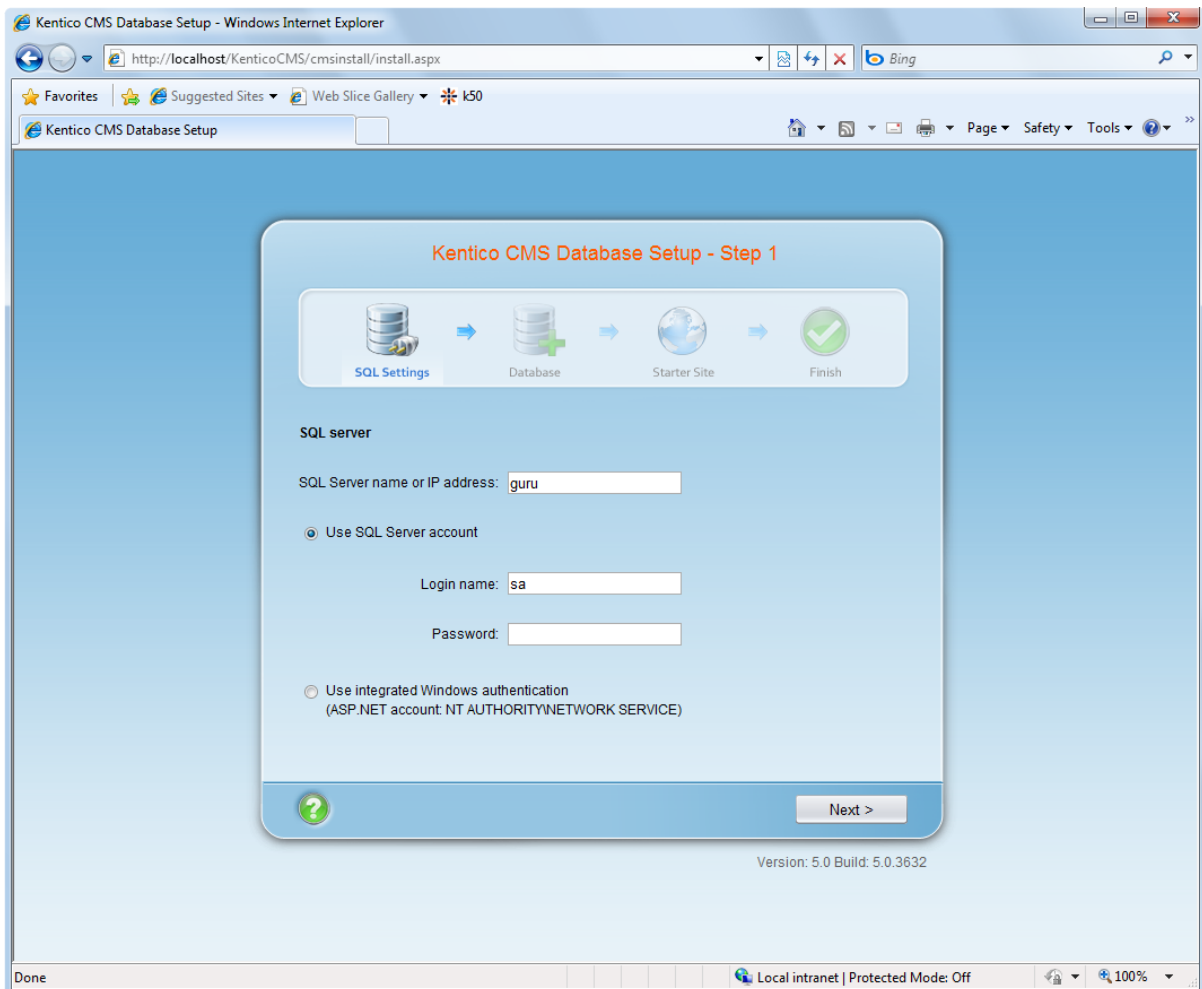 Kentico CMS Database Setup - Windows Internet Explorer
http://localhost/KenticoCMS/cmsinstall/install.aspx
Bing
Favorites Suggested Sites Web Slice Gallery k50
Kentico CMS Database Setup
Page Safety Tools »
Kentico CMS Database Setup - Step 1
SQL Settings Database Starter Site Finish
SQL server
SQL Server name or IP address: guru
Use SQL Server account
Login name: sa
Password:
Use integrated Windows authentication
(ASP.NET account: NT AUTHORITY\NETWORK SERVICE)
Next >
Version: 5.0 Build: 5.0.3632
Done Local intranet | Protected Mode: Off 100%